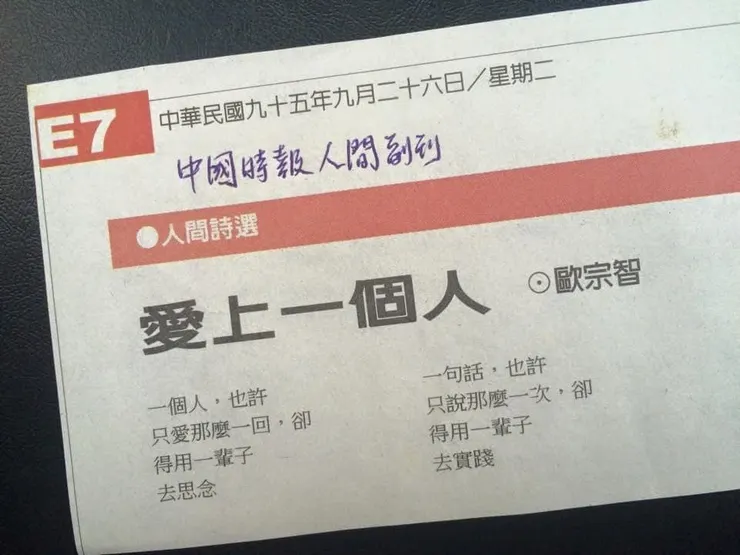 E7
中華民國九十五年九月二十六日／星期二
中國時報人間副刊
●人間詩選
愛上一個人 ⊙歐宗智
一個人，也許
只愛那麼一回，卻
得用一輩子
去思念
一句話，也許
只說那麼一次，卻
得用一輩子
去實踐